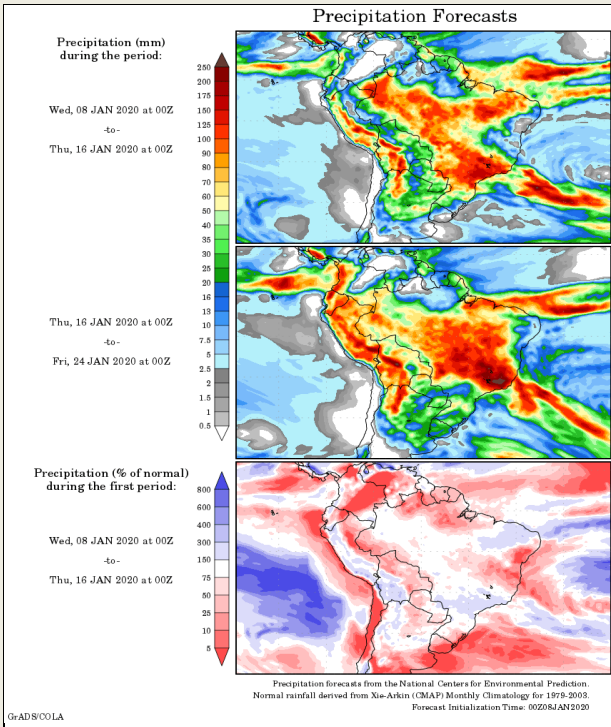 Precipitation Forecasts
Precipitation (mm)
during the period:
Wed, 08 JAN 2020 at 00Z
-to-
Thu, 16 JAN 2020 at 00Z
250
200
175
150
125
100
90
80
70
60
50
40
35
30
25
20
16
13
10
7.5
5
2.5
2
1.5
1
0.5
Thu, 16 JAN 2020 at 00Z
-to-
Fri, 24 JAN 2020 at 00Z
Precipitation (% of normal)
during the first period:
Wed, 08 JAN 2020 at 00Z
-to-
Thu, 16 JAN 2020 at 00Z
800
600
400
300
150
75
50
25
10
5
Precipitation forecasts from the National Centers for Environmental Prediction.
Normal rainfall derived from Xie-Arkin (CMAP) Monthly Climatology for 1979-2003.
Forecast Initialization Time: 00Z08JAN2020
GrADS/COLA